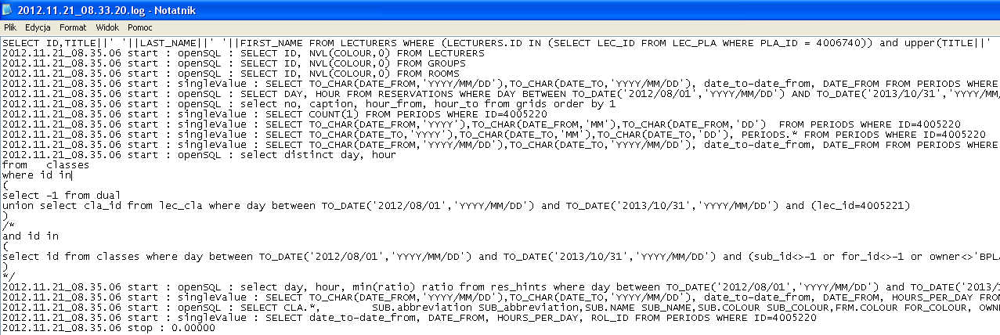 2012.11.21_08.33.20.log - Notatnik
Plik Edycja Format Widok Pomoc
SELECT ID,TITLE||' '||LAST_NAME||' '||FIRST_NAME FROM LECTURERS WHERE (LECTURERS.ID IN (SELECT LEC_ID FROM LEC_PLA WHERE PLA_ID = 4006740)) and upper(TITLE||'
2012.11.21_08.35.06 start : openSQL : SELECT ID, NVL(COLOUR,0) FROM LECTURERS
2012.11.21_08.35.06 start : openSQL : SELECT ID, NVL(COLOUR,0) FROM GROUPS
2012.11.21_08.35.06 start : openSQL : SELECT ID, NVL(COLOUR,0) FROM ROOMS
2012.11.21_08.35.06 start : singleValue : SELECT TO_CHAR(DATE_FROM,'YYYY/MM/DD'),TO_CHAR(DATE_TO,'YYYY/MM/DD'), date_to-date_from, DATE_FROM FROM PERIODS WHERE
2012.11.21_08.35.06 start : openSQL : SELECT DAY, HOUR FROM RESERVATIONS WHERE DAY BETWEEN TO_DATE('2012/08/01','YYYY/MM/DD') AND TO_DATE('2013/10/31','YYYY/MM/
2012.11.21_08.35.06 start : openSQL : select no, caption, hour_from, hour_to from grids order by 1
2012.11.21_08.35.06 start : singleValue : SELECT COUNT(1) FROM PERIODS WHERE ID=4005220
2012.11.21_08.35.06 start : singleValue : SELECT TO_CHAR(DATE_FROM,'YYYY'),TO_CHAR(DATE_FROM,'MM'),TO_CHAR(DATE_FROM,'DD')  FROM PERIODS WHERE ID=4005220
2012.11.21_08.35.06 start : singleValue : SELECT TO_CHAR(DATE_TO,'YYYY'),TO_CHAR(DATE_TO,'MM'),TO_CHAR(DATE_TO,'DD'), PERIODS.* FROM PERIODS WHERE ID=4005220
2012.11.21_08.35.06 start : singleValue : SELECT TO_CHAR(DATE_FROM,'YYYY/MM/DD'),TO_CHAR(DATE_TO,'YYYY/MM/DD'), date_to-date_from, DATE_FROM FROM PERIODS WHERE
2012.11.21_08.35.06 start : openSQL : select distinct day, hour
from   classes
where id in
(
select -1 from dual
union select cla_id from lec_cla where day between TO_DATE('2012/08/01','YYYY/MM/DD') and TO_DATE('2013/10/31','YYYY/MM/DD') and (lec_id=4005221)
)
/*
and id in
(
select id from classes where day between TO_DATE('2012/08/01','YYYY/MM/DD') and TO_DATE('2013/10/31','YYYY/MM/DD') and (sub_id<>-1 or for_id<>-1 or owner<>'BPL
)
*/
2012.11.21_08.35.06 start : openSQL : select day, hour, min(ratio) ratio from res_hints where day between TO_DATE('2012/08/01','YYYY/MM/DD') and TO_DATE('2013/1
2012.11.21_08.35.06 start : singleValue : SELECT TO_CHAR(DATE_FROM,'YYYY/MM/DD'),TO_CHAR(DATE_TO,'YYYY/MM/DD'), date_to-date_from, DATE_FROM, HOURS_PER_DAY FROM
2012.11.21_08.35.06 start : openSQL : SELECT CLA.*,        SUB.abbreviation SUB_abbreviation,SUB.NAME SUB_NAME,SUB.COLOUR SUB_COLOUR,FRM.COLOUR FOR_COLOUR, OWN
2012.11.21_08.35.06 start : singleValue : SELECT date_to-date_from, DATE_FROM, HOURS_PER_DAY, ROL_ID FROM PERIODS WHERE ID=4005220
2012.11.21_08.35.06 stop : 0.00000